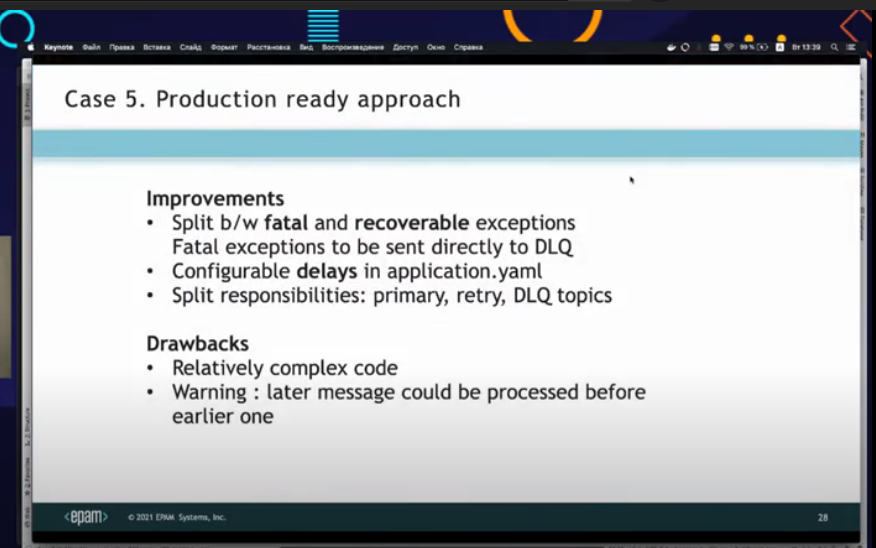 Keynote Файл Правка Вставка Слайд Формат Расстановка Вид Воспроизведение Доступ Окно Справка
99 % Вт 13:39
Case 5. Production ready approach
Improvements
• Split b/w fatal and recoverable exceptions
Fatal exceptions to be sent directly to DLQ
• Configurable delays in application.yaml
• Split responsibilities: primary, retry, DLQ topics
Drawbacks
• Relatively complex code
• Warning : later message could be processed before
earlier one
<epam> © 2021 EPAM Systems, Inc.
28